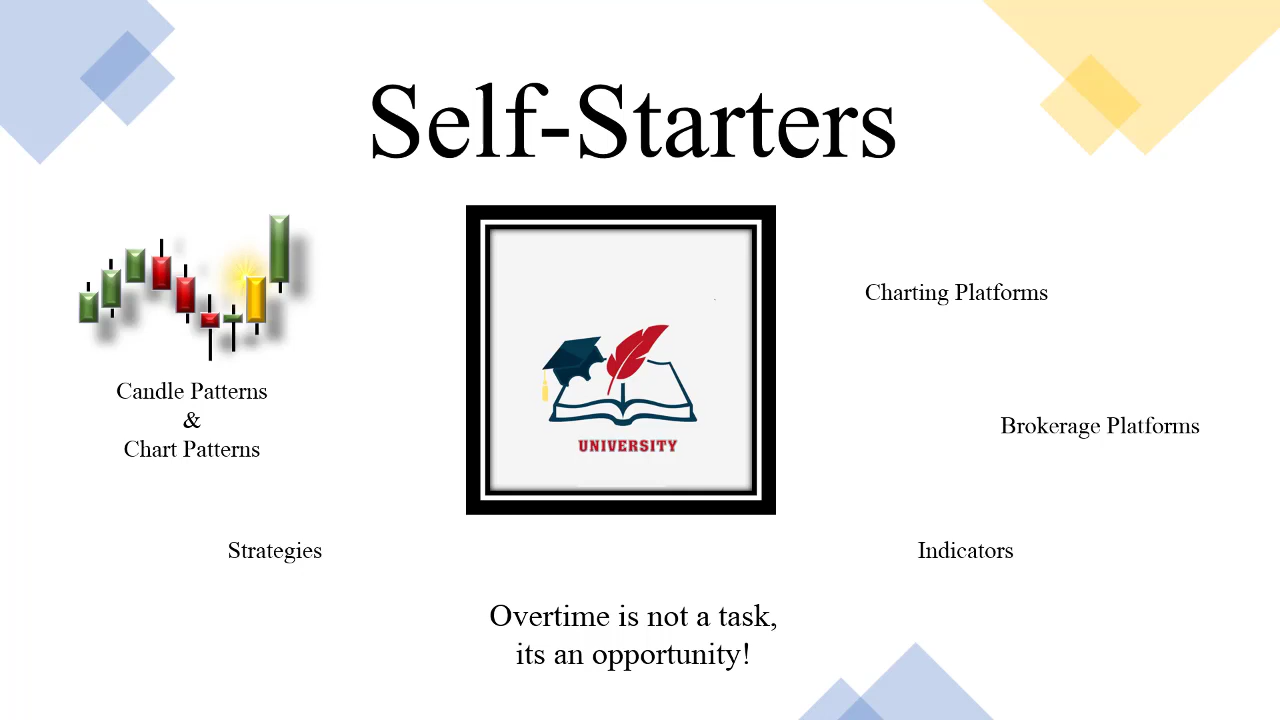 Self-Starters
Candle Patterns
&
Chart Patterns
Strategies
UNIVERSITY
Charting Platforms
Brokerage Platforms
Indicators
Overtime is not a task,
its an opportunity!